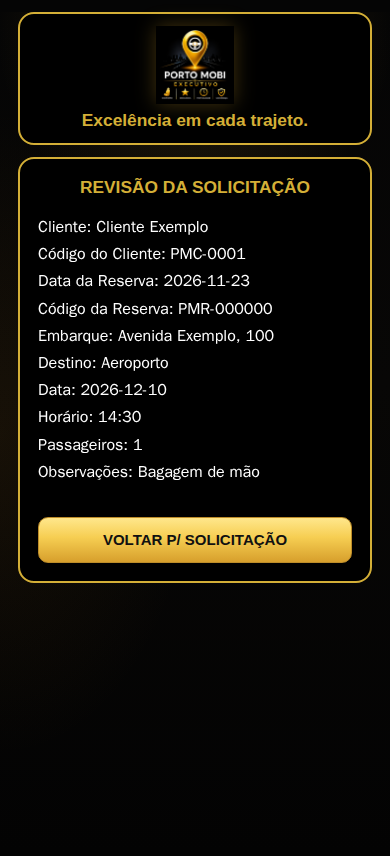 PORTO MOBI
EXECUTIVO
Excelência em cada trajeto.
REVISÃO DA SOLICITAÇÃO
Cliente: Cliente Exemplo
Código do Cliente: PMC-0001
Data da Reserva: 2026-11-23
Código da Reserva: PMR-000000
Embarque: Avenida Exemplo, 100
Destino: Aeroporto
Data: 2026-12-10
Horário: 14:30
Passageiros: 1
Observações: Bagagem de mão
VOLTAR P/ SOLICITAÇÃO